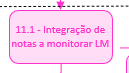 11.1 - Integração de
notas a monitorar LM